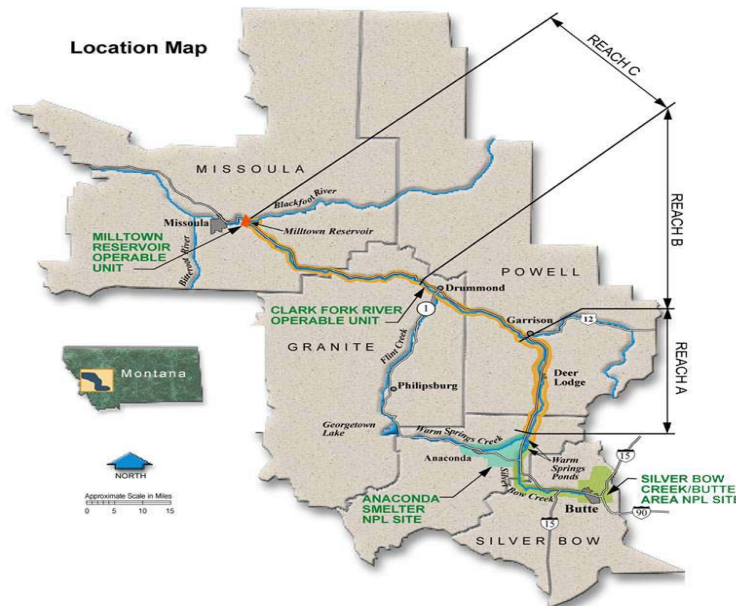 Location Map
REACH C
MISSOULA
Blackfoot River
Missoula
Milltown Reservoir
MILLTOWN
RESERVOIR
OPERABLE
UNIT
Bitterroot River
REACH B
POWELL
Drummond
CLARK FORK RIVER
OPERABLE UNIT
1
Garrison
12
GRANITE
Flint Creek
REACH A
Montana
Deer
Lodge
Philipsburg
Georgetown
Lake
Warm Springs Creek
NORTH
Anaconda
Warm
Springs
Ponds
15
Approximate Scale in Miles
0 5 10 15
ANACONDA
SMELTER
NPL SITE
Silver Bow Creek
Butte
SILVER BOW
CREEK/BUTTE
AREA NPL SITE
90
15
SILVER BOW